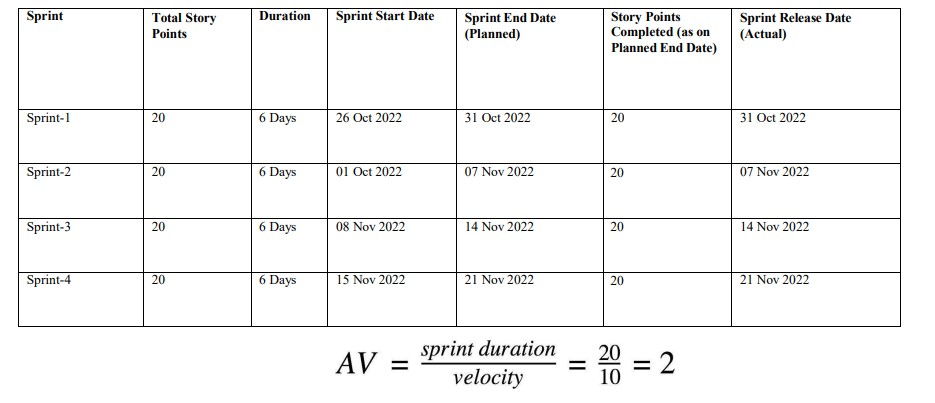 Sprint
Total Story
Points
Duration
Sprint Start Date
Sprint End Date
(Planned)
Story Points
Completed (as on
Planned End Date)
Sprint Release Date
(Actual)
Sprint-1 20 6 Days 26 Oct 2022 31 Oct 2022 20 31 Oct 2022
Sprint-2 20 6 Days 01 Oct 2022 07 Nov 2022 20 07 Nov 2022
Sprint-3 20 6 Days 08 Nov 2022 14 Nov 2022 20 14 Nov 2022
Sprint-4 20 6 Days 15 Nov 2022 21 Nov 2022 20 21 Nov 2022
AV = sprint duration / velocity = 20 / 10 = 2